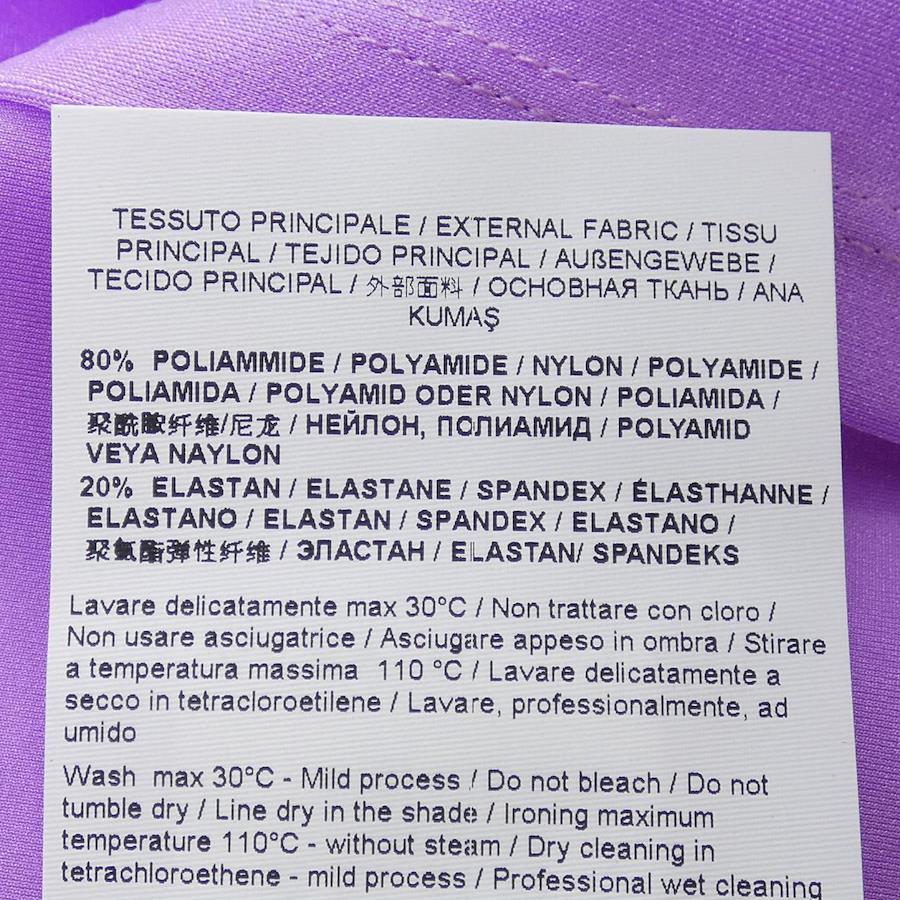 TESSUTO PRINCIPALE / EXTERNAL FABRIC / TISSU
PRINCIPAL / TEJIDO PRINCIPAL / AUßENGEWEBE /
TECIDO PRINCIPAL / 外部面料 / ОСНОВНАЯ ТКАНЬ / ANA
KUMAŞ
80% POLIAMMIDE / POLYAMIDE / NYLON / POLYAMIDE /
POLIAMIDA / POLYAMID ODER NYLON / POLIAMIDA /
聚酰胺纤维/尼龙 / НЕЙЛОН, ПОЛИАМИД / POLYAMID
VEYA NAYLON
20% ELASTAN / ELASTANE / SPANDEX / ÉLASTHANNE /
ELASTANO / ELASTAN / SPANDEX / ELASTANO /
聚氨酯弹性纤维 / ЭЛАСТАН / ELASTAN/ SPANDEKS
Lavare delicatamente max 30°C / Non trattare con cloro /
Non usare asciugatrice / Asciugare appeso in ombra / Stirare
a temperatura massima 110 °C / Lavare delicatamente a
secco in tetracloroetilene / Lavare, professionalmente, ad
umido
Wash max 30°C - Mild process / Do not bleach / Do not
tumble dry / Line dry in the shade / Ironing maximum
temperature 110°C - without steam / Dry cleaning in
tetrachloroethene - mild process / Professional wet cleaning